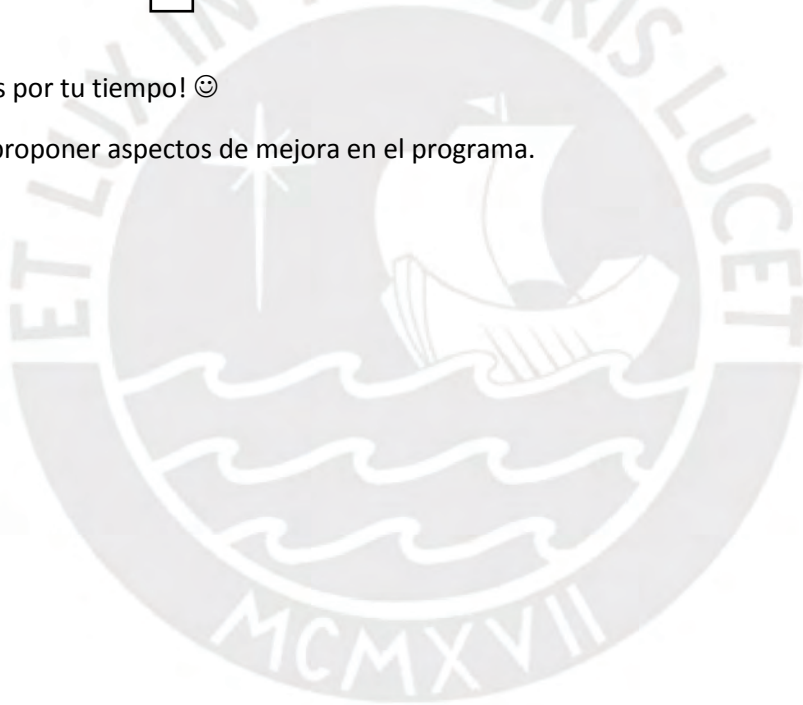 s por tu tiempo! ☺
proponer aspectos de mejora en el programa.
ET LUX IN TENEBRIS LUCET
MCMXVII